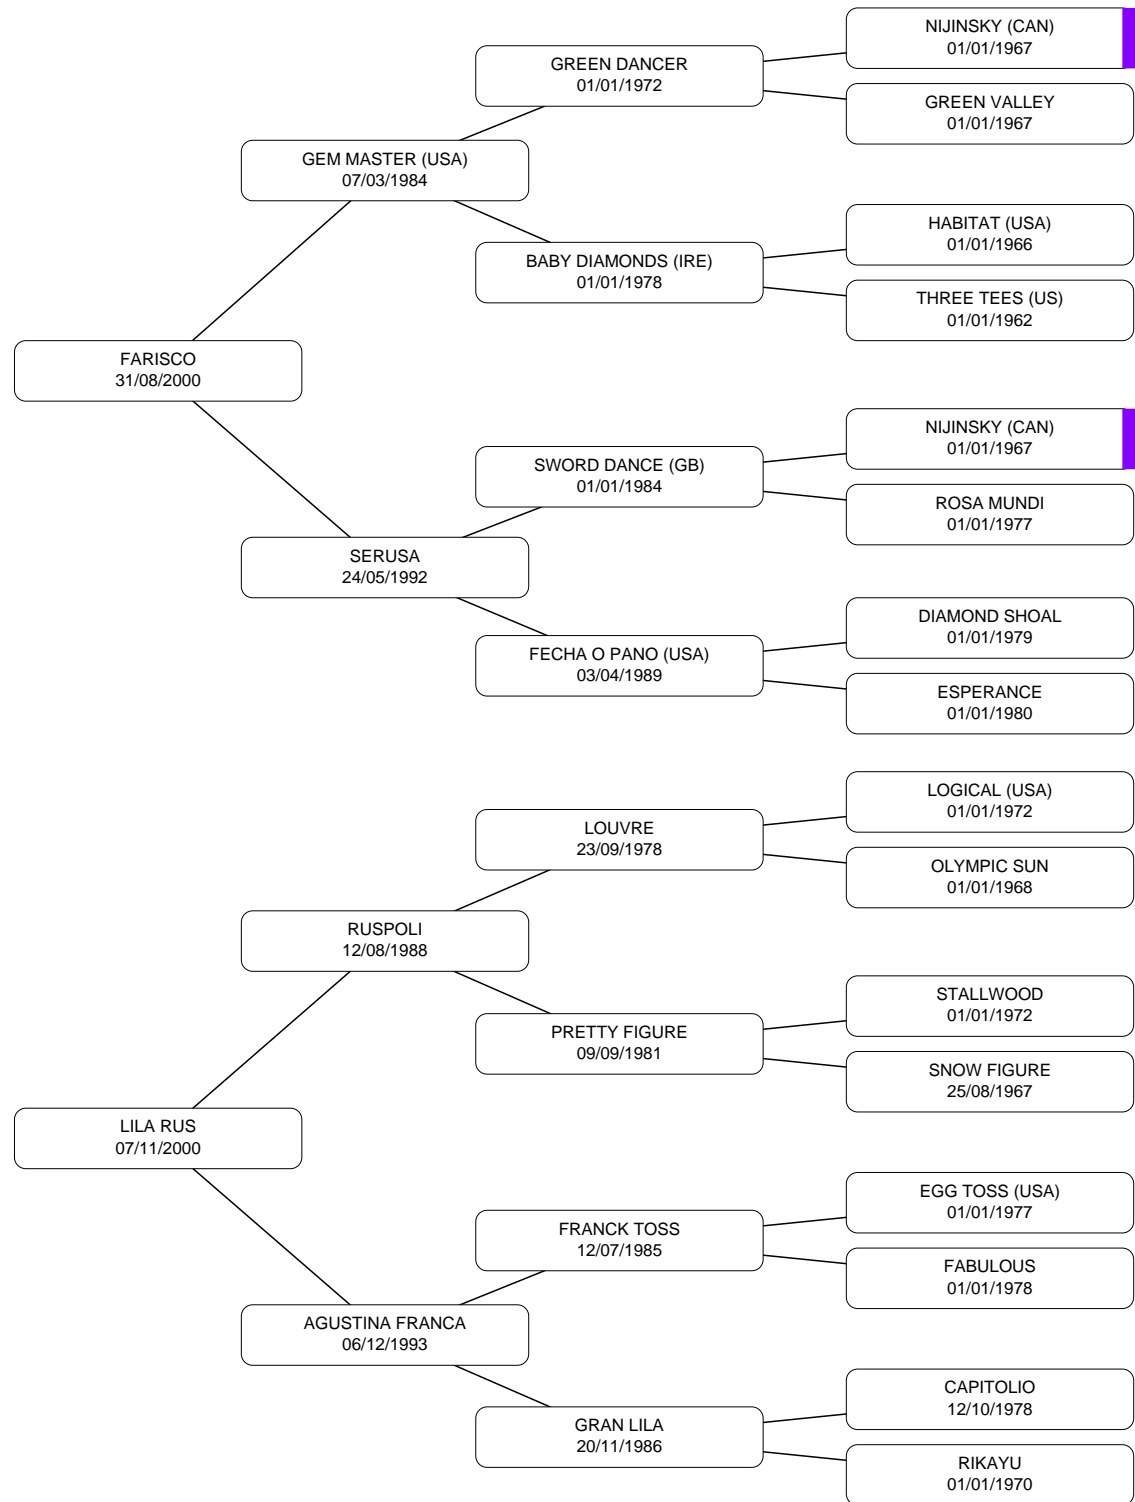 NIJINSKY (CAN)
01/01/1967
GREEN DANCER
01/01/1972
GREEN VALLEY
01/01/1967
GEM MASTER (USA)
07/03/1984
HABITAT (USA)
01/01/1966
BABY DIAMONDS (IRE)
01/01/1978
THREE TEES (US)
01/01/1962
FARISCO
31/08/2000
NIJINSKY (CAN)
01/01/1967
SWORD DANCE (GB)
01/01/1984
ROSA MUNDI
01/01/1977
SERUSA
24/05/1992
DIAMOND SHOAL
01/01/1979
FECHA O PANO (USA)
03/04/1989
ESPERANCE
01/01/1980
LOGICAL (USA)
01/01/1972
LOUVRE
23/09/1978
OLYMPIC SUN
01/01/1968
RUSPOLI
12/08/1988
STALLWOOD
01/01/1972
PRETTY FIGURE
09/09/1981
SNOW FIGURE
25/08/1967
LILA RUS
07/11/2000
EGG TOSS (USA)
01/01/1977
FRANCK TOSS
12/07/1985
FABULOUS
01/01/1978
AGUSTINA FRANCA
06/12/1993
CAPITOLIO
12/10/1978
GRAN LILA
20/11/1986
RIKAYU
01/01/1970